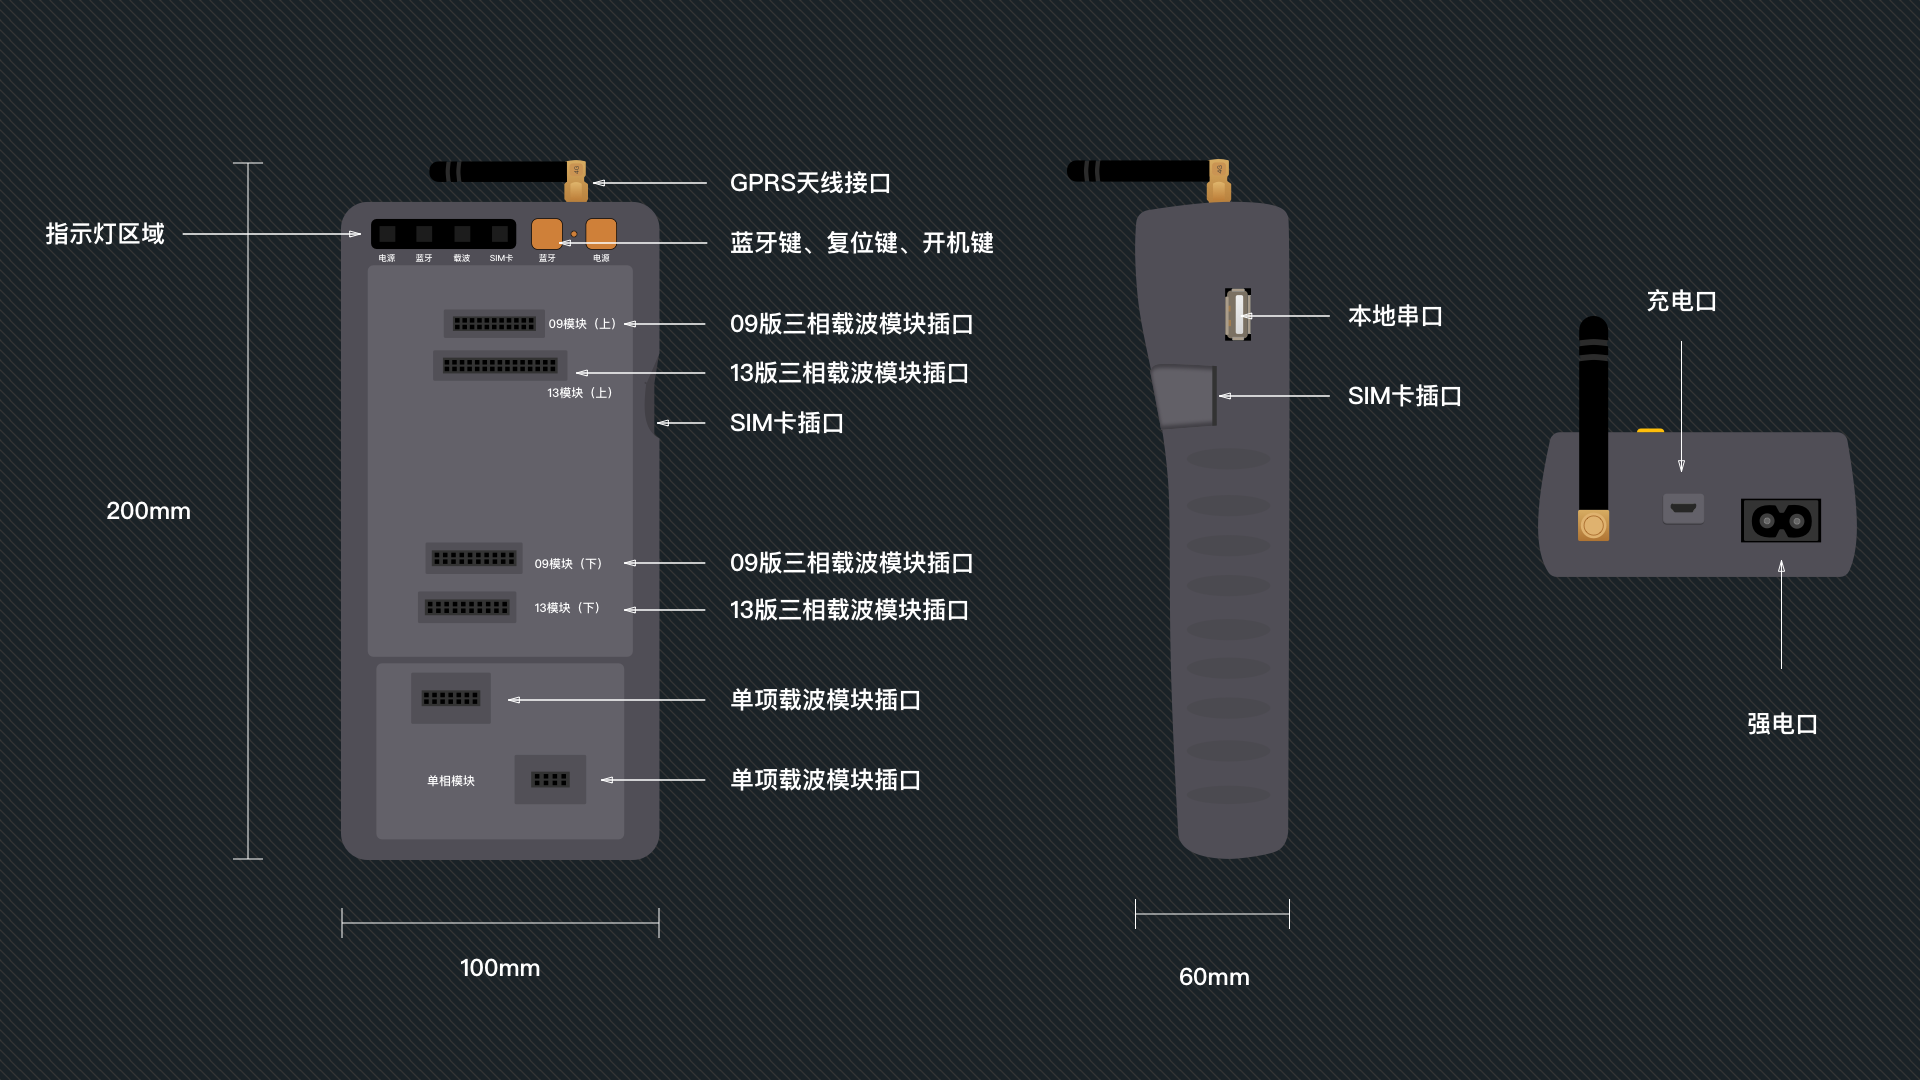 GPRS天线接口
指示灯区域
蓝牙键、复位键、开机键
电源
蓝牙
载波
SIM卡
蓝牙
电源
09模块（上）
09版三相载波模块插口
13版三相载波模块插口
13模块（上）
SIM卡插口
200mm
09模块（下）
09版三相载波模块插口
13模块（下）
13版三相载波模块插口
单项载波模块插口
单相模块
单项载波模块插口
100mm
本地串口
SIM卡插口
60mm
充电口
强电口